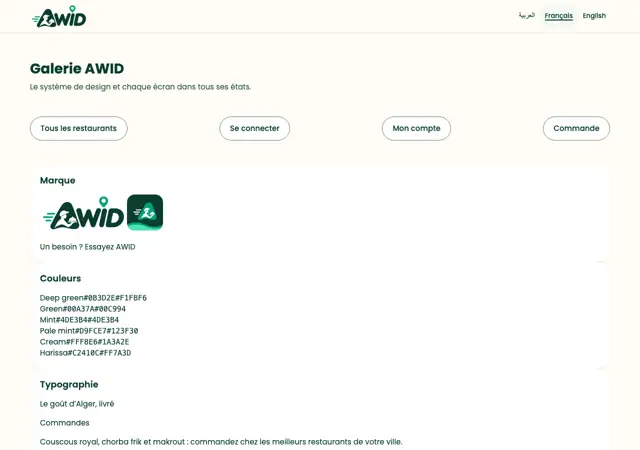 AWID
العربية
Français
English
Galerie AWID
Le système de design et chaque écran dans tous ses états.
Tous les restaurants
Se connecter
Mon compte
Commande
Marque
AWID
Un besoin ? Essayez AWID
Couleurs
Deep green#0B3D2E#F1FBF6
Green#00A37A#00C994
Mint#4DE3B4#4DE3B4
Pale mint#D9FCE7#123F30
Cream#FFF8E6#1A3A2E
Harissa#C2410C#FF7A3D
Typographie
Le goût d’Alger, livré
Commandes
Couscous royal, chorba frik et makrout : commandez chez les meilleurs restaurants de votre ville.